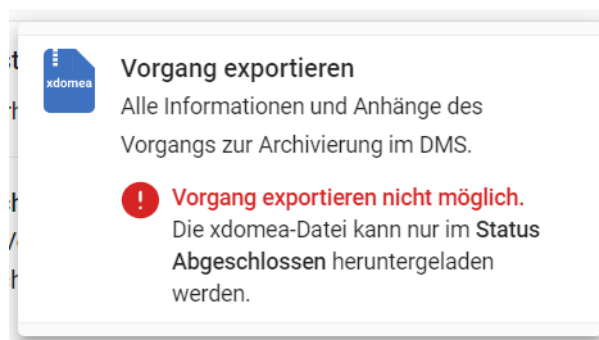 xdomea
Vorgang exportieren
Alle Informationen und Anhänge des
Vorgangs zur Archivierung im DMS.
Vorgang exportieren nicht möglich.
Die xdomea-Datei kann nur im Status
Abgeschlossen heruntergeladen
werden.